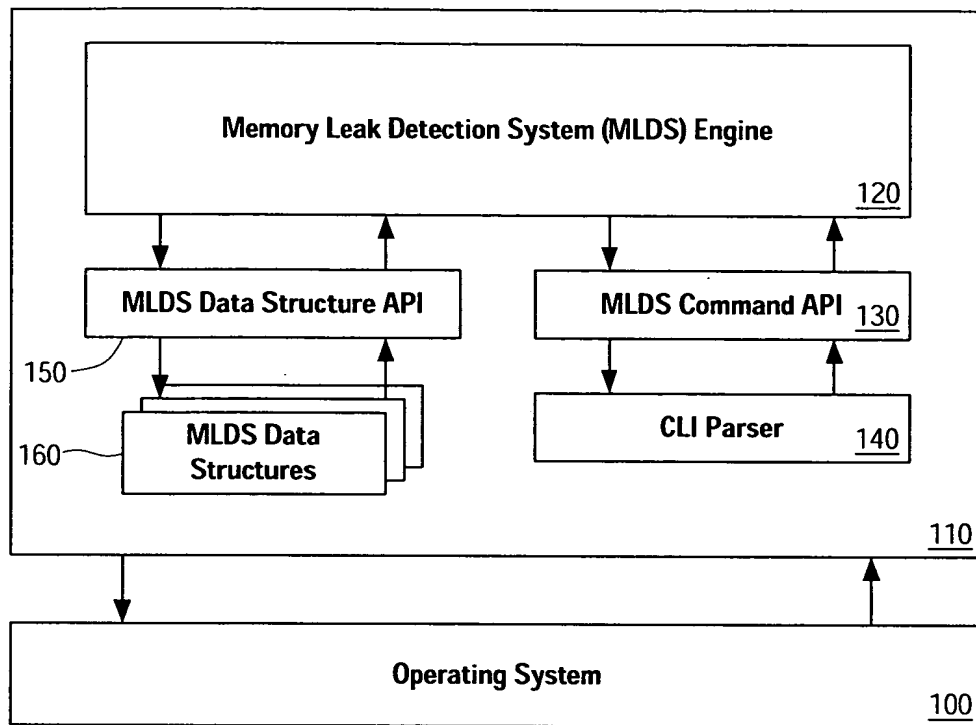 Memory Leak Detection System (MLDS) Engine
120
MLDS Data Structure API
MLDS Command API
130
150
MLDS Data
Structures
160
CLI Parser
140
110
Operating System
100